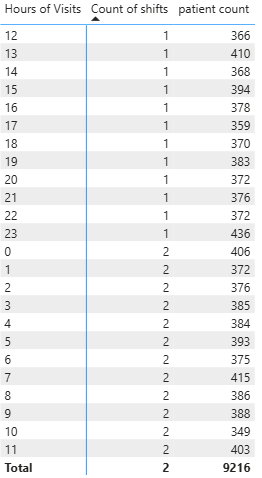 Hours of Visits Count of shifts patient count
12 1 366
13 1 410
14 1 368
15 1 394
16 1 378
17 1 359
18 1 370
19 1 383
20 1 372
21 1 376
22 1 372
23 1 436
0 2 406
1 2 372
2 2 376
3 2 385
4 2 384
5 2 393
6 2 375
7 2 415
8 2 386
9 2 388
10 2 349
11 2 403
Total 2 9216